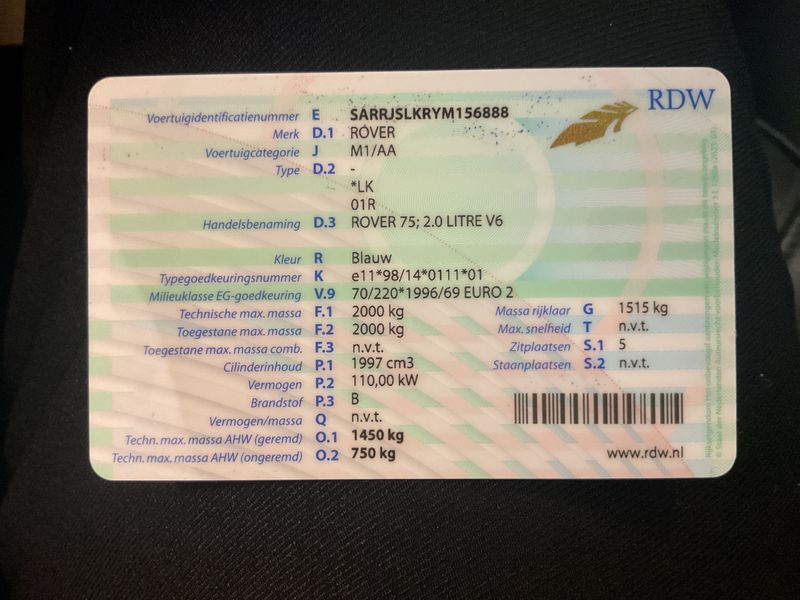 RDW
Voertuigidentificatienummer E SARRJSLKRYM156888
Merk D.1 ROVER
Voertuigcategorie J M1/AA
Type D.2 -
*LK
01R
Handelsbenaming D.3 ROVER 75; 2.0 LITRE V6
Kleur R Blauw
Typegoedkeuringsnummer K e11*98/14*0111*01
Milieuklasse EG-goedkeuring V.9 70/220*1996/69 EURO 2
Technische max. massa F.1 2000 kg Massa rijklaar G 1515 kg
Toegestane max. massa F.2 2000 kg Max. snelheid T n.v.t.
Toegestane max. massa comb. F.3 n.v.t. Zitplaatsen S.1 5
Cilinderinhoud P.1 1997 cm3 Staanplaatsen S.2 n.v.t.
Vermogen P.2 110,00 kW
Brandstof P.3 B
Vermogen/massa Q n.v.t.
Techn. max. massa AHW (geremd) O.1 1450 kg
Techn. max. massa AHW (ongeremd) O.2 750 kg
www.rdw.nl